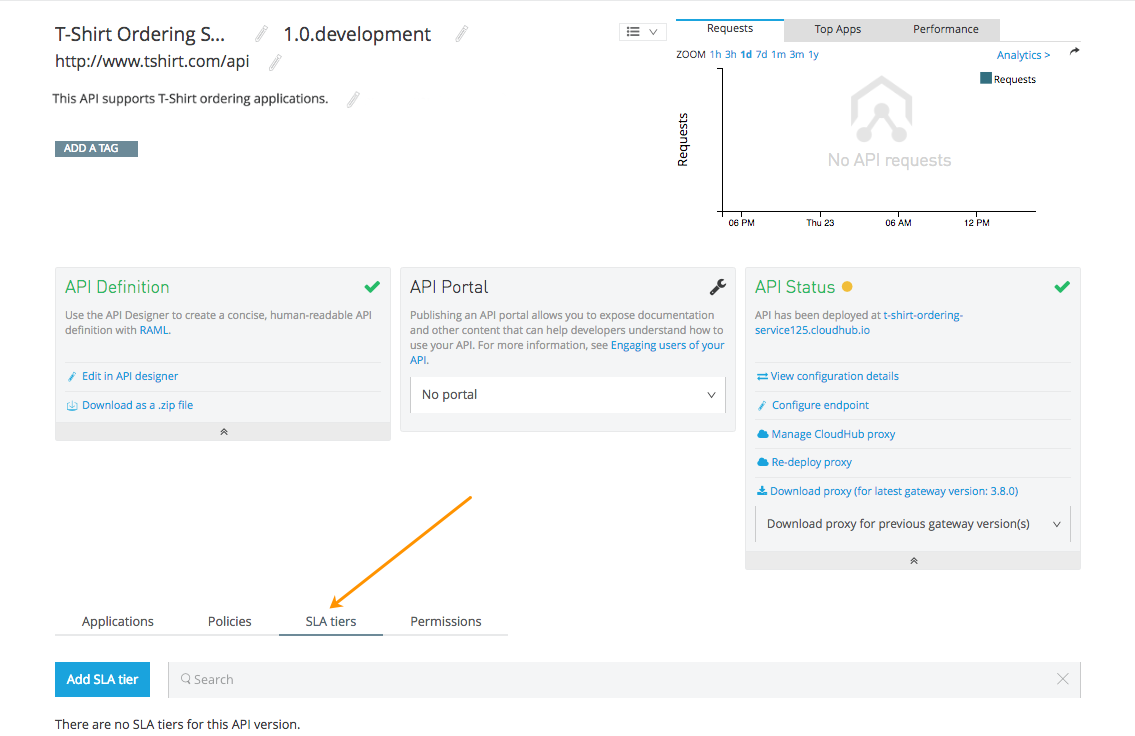 T-Shirt Ordering S... 1.0.development
http://www.tshirt.com/api
This API supports T-Shirt ordering applications.
ADD A TAG
Requests Top Apps Performance
ZOOM 1h 3h 1d 7d 1m 3m 1y Analytics >
Requests
Requests
No API requests
06 PM Thu 23 06 AM 12 PM
API Definition
Use the API Designer to create a concise, human-readable API
definition with RAML.
Edit in API designer
Download as a .zip file
API Portal
Publishing an API portal allows you to expose documentation
and other content that can help developers understand how to
use your API. For more information, see Engaging users of your
API.
No portal
API Status
API has been deployed at t-shirt-ordering-
service125.cloudhub.io
View configuration details
Configure endpoint
Manage CloudHub proxy
Re-deploy proxy
Download proxy (for latest gateway version: 3.8.0)
Download proxy for previous gateway version(s)
Applications Policies SLA tiers Permissions
Add SLA tier Search
There are no SLA tiers for this API version.